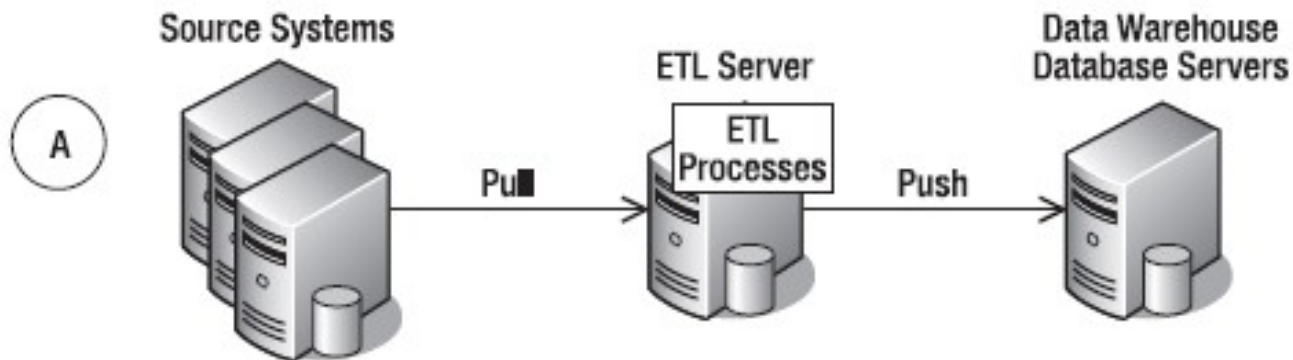 Source Systems
Data Warehouse
Database Servers
ETL Server
A
ETL
Processes
Push